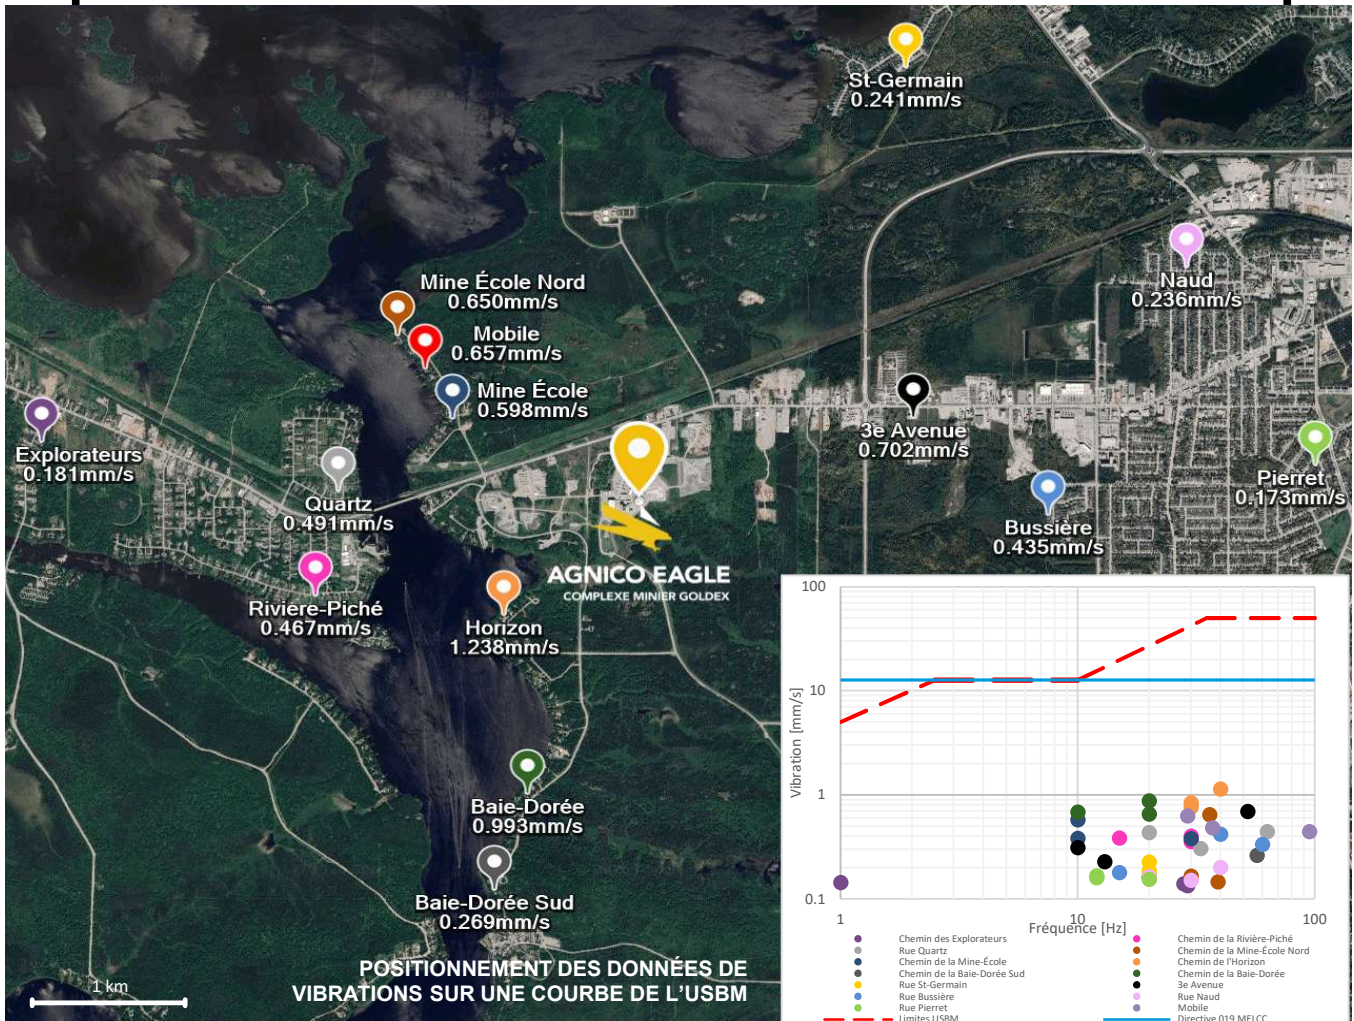 St-Germain
0.241mm/s
Naud
0.236mm/s
Mine École Nord
0.650mm/s
Mobile
0.657mm/s
Mine École
0.598mm/s
3e Avenue
0.702mm/s
Explorateurs
0.181mm/s
Quartz
0.491mm/s
Pierret
0.173mm/s
Bussière
0.435mm/s
AGNICO EAGLE
COMPLEXE MINIER GOLDEX
Riviere-Piché
0.467mm/s
Horizon
1.238mm/s
Baie-Dorée
0.993mm/s
Baie-Dorée Sud
0.269mm/s
POSITIONNEMENT DES DONNÉES DE
VIBRATIONS SUR UNE COURBE DE L'USBM
1 km
100
10
1
0.1
Vibration [mm/s]
1
10
100
Fréquence [Hz]
Chemin des Explorateurs
Chemin de la Rivière-Piché
Rue Quartz
Chemin de la Mine-École Nord
Chemin de la Mine-École
Chemin de l'Horizon
Chemin de la Baie-Dorée Sud
Chemin de la Baie-Dorée
Rue St-Germain
3e Avenue
Rue Bussière
Rue Naud
Rue Pierret
Mobile
Limites USBM
Directive 019 MELCC